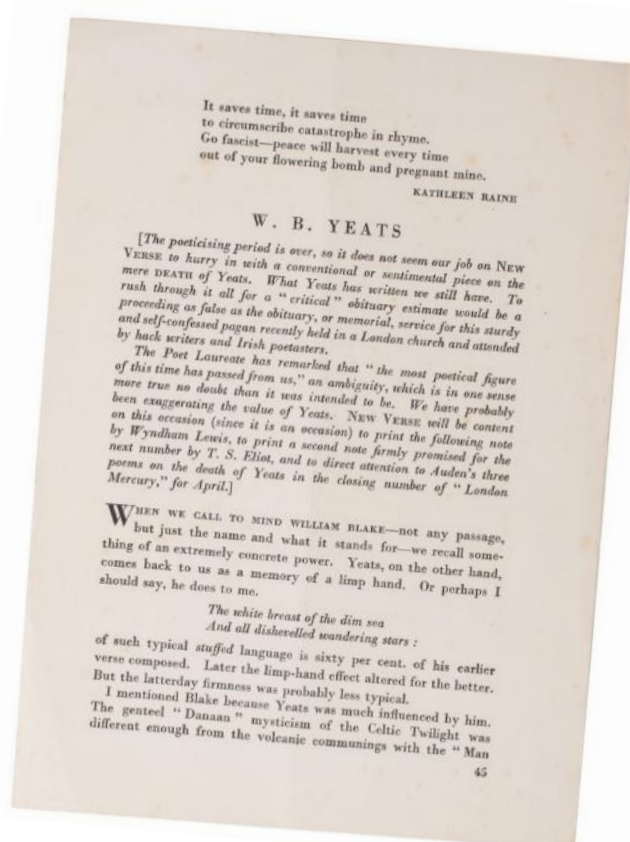 It saves time, it saves time
to circumscribe catastrophe in rhyme.
Go fascist—peace will harvest every time
out of your flowering bomb and pregnant mine.
KATHLEEN RAINE
W. B. YEATS
[The poeticising period is over, so it does not seem our job on NEW
VERSE to hurry in with a conventional or sentimental piece on the
mere DEATH of Yeats. What Yeats has written we still have. To
rush through it all for a "critical" obituary estimate would be a
proceeding as false as the obituary, or memorial, service for this sturdy
and self-confessed pagan recently held in a London church and attended
by hack writers and Irish poetasters.
The Poet Laureate has remarked that "the most poetical figure
of this time has passed from us," an ambiguity, which is in one sense
more true no doubt than it was intended to be. We have probably
been exaggerating the value of Yeats. NEW VERSE will be content
on this occasion (since it is an occasion) to print the following note
by Wyndham Lewis, to print a second note firmly promised for the
next number by T. S. Eliot, and to direct attention to Auden's three
poems on the death of Yeats in the closing number of "London
Mercury," for April.]
WHEN WE CALL TO MIND WILLIAM BLAKE—not any passage,
but just the name and what it stands for—we recall some-
thing of an extremely concrete power. Yeats, on the other hand,
comes back to us as a memory of a limp hand. Or perhaps I
should say, he does to me.
The white breast of the dim sea
And all dishevelled wandering stars :
of such typical stuffed language is sixty per cent. of his earlier
verse composed. Later the limp-hand effect altered for the better.
But the latterday firmness was probably less typical.
I mentioned Blake because Yeats was much influenced by him.
The genteel "Danaan" mysticism of the Celtic Twilight was
different enough from the volcanic communings with the "Man
45